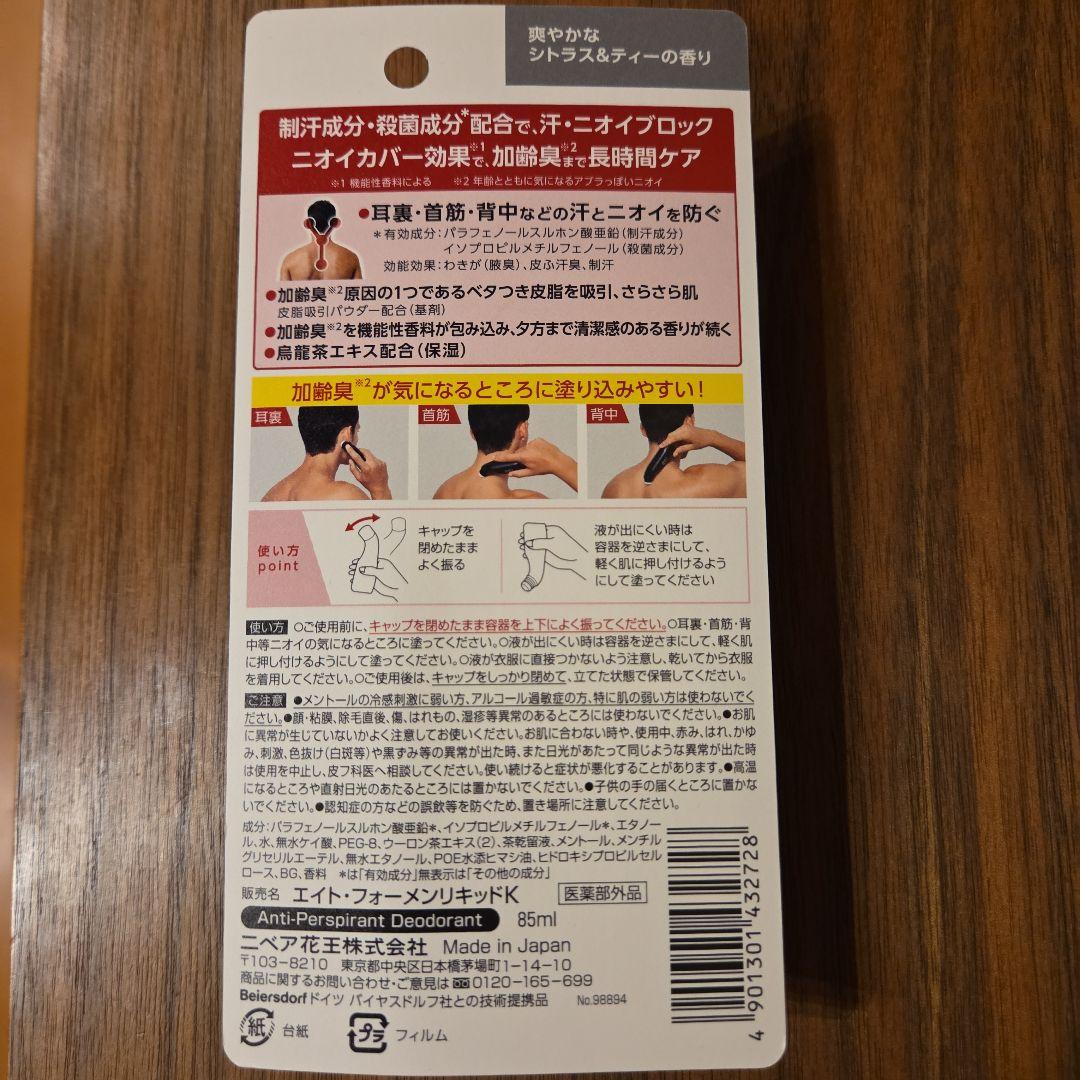 爽やかな
シトラス&ティーの香り
制汗成分・殺菌成分*配合で、汗・ニオイブロック
ニオイカバー効果※1で、加齢臭※2まで長時間ケア
※1 機能性香料による ※2 年齢とともに気になるアブラっぽいニオイ
●耳裏・首筋・背中などの汗とニオイを防ぐ
*有効成分:パラフェノールスルホン酸亜鉛(制汗成分)
イソプロピルメチルフェノール(殺菌成分)
効能効果:わきが(腋臭)、皮ふ汗臭、制汗
●加齢臭※2原因の1つであるベタつき皮脂を吸引、さらさら肌
皮脂吸引パウダー配合(基剤)
●加齢臭※2を機能性香料が包み込み、夕方まで清潔感のある香りが続く
●烏龍茶エキス配合(保湿)
加齢臭※2が気になるところに塗り込みやすい!
耳裏 首筋 背中
使い方
point
キャップを
閉めたまま
よく振る
液が出にくい時は
容器を逆さまにして、
軽く肌に押し付けるよう
にして塗ってください
使い方 ○ご使用前に、キャップを閉めたまま容器を上下によく振ってください。○耳裏・首筋・背
中等ニオイの気になるところに塗ってください。○液が出にくい時は容器を逆さまにして、軽く肌
に押し付けるようにして塗ってください。○液が衣服に直接つかないよう注意し、乾いてから衣服
を着用してください。○ご使用後は、キャップをしっかり閉めて、立てた状態で保管してください。
ご注意 ●メントールの冷感刺激に弱い方、アルコール過敏症の方、特に肌の弱い方は使わないでく
ださい。●顔・粘膜、除毛直後、傷、はれもの、湿疹等異常のあるところには使わないでください。●お肌
に異常が生じていないかよく注意してお使いください。お肌に合わない時や、使用中、赤み、はれ、かゆ
み、刺激、色抜け(白斑等)や黒ずみ等の異常が出た時、また日光があたって同じような異常が出た時
は使用を中止し、皮フ科医へ相談してください。使い続けると症状が悪化することがあります。●高温
になるところや直射日光のあたるところには置かないでください。●子供の手の届くところに置かな
いでください。●認知症の方などの誤飲等を防ぐため、置き場所に注意してください。
成分:パラフェノールスルホン酸亜鉛*、イソプロピルメチルフェノール*、エタノー
ル、水、無水ケイ酸、PEG-8、ウーロン茶エキス(2)、茶乾留液、メントール、メンチル
グリセリルエーテル、無水エタノール、POE水添ヒマシ油、ヒドロキシプロピルセル
ロース、BG、香料 *は「有効成分」無表示は「その他の成分」
販売名 エイト・フォーメンリキッドK 医薬部外品
Anti-Perspirant Deodorant 85ml
ニベア花王株式会社 Made in Japan
〒103-8210 東京都中央区日本橋茅場町1-14-10
商品に関するお問い合わせ・ご意見は 0120-165-699
Beiersdorfドイツ バイヤスドルフ社との技術提携品 No.98894
紙 台紙 プラ フィルム
4 901301 432728